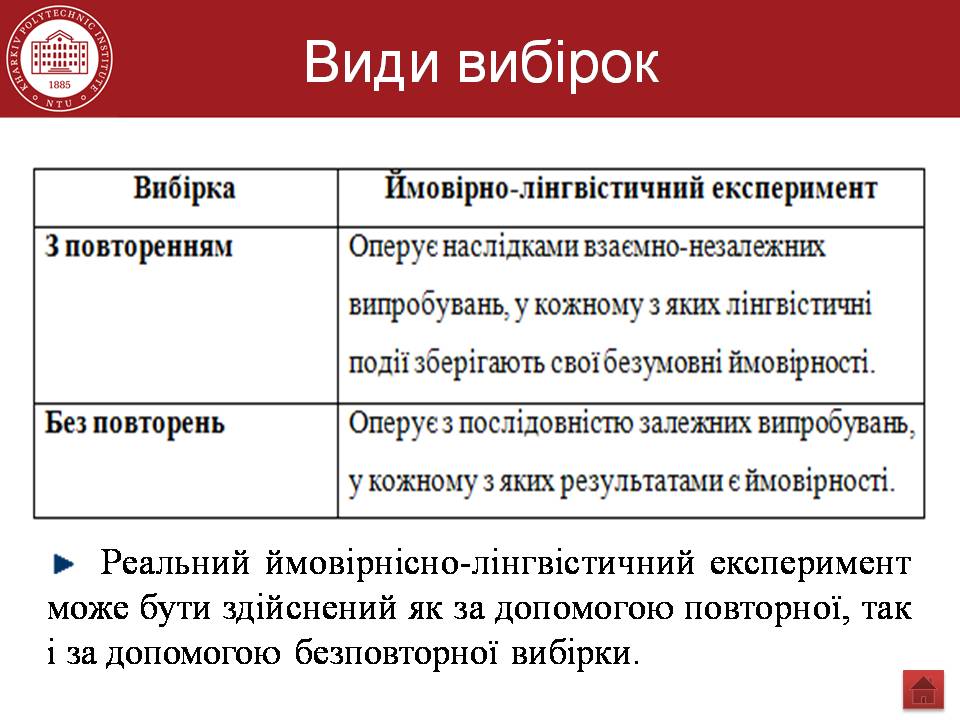 KHARKIV POLYTECHNIC INSTITUTE
1885
NTU
Види вибірок
Вибірка
Ймовірно-лінгвістичний експеримент
З повторенням
Оперує наслідками взаємно-незалежних
випробувань, у кожному з яких лінгвістичні
події зберігають свої безумовні ймовірності.
Без повторень
Оперує з послідовністю залежних випробувань,
у кожному з яких результатами є ймовірності.
Реальний ймовірнісно-лінгвістичний експеримент
може бути здійснений як за допомогою повторної, так
і за допомогою безповторної вибірки.